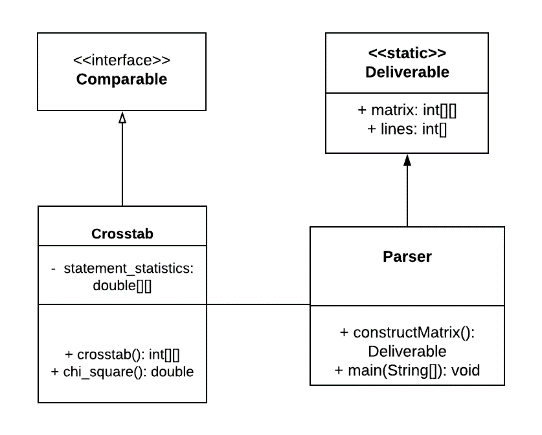 <<interface>>
Comparable
<<static>>
Deliverable
+ matrix: int[][]
+ lines: int[]
Crosstab
- statement_statistics:
double[][]
+ crosstab(): int[][]
+ chi_square(): double
Parser
+ constructMatrix():
Deliverable
+ main(String[]): void